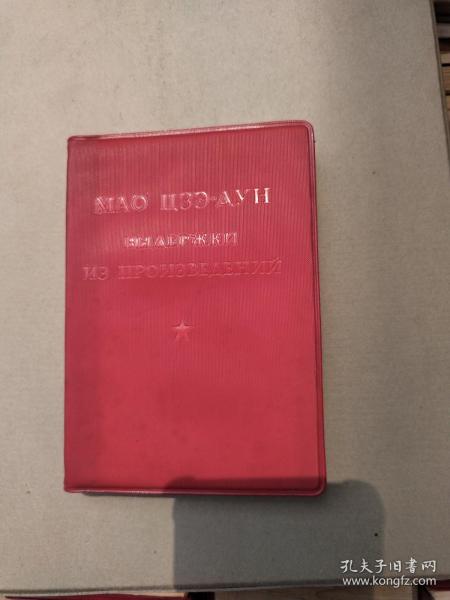 МАО ЦЗЭ-ДУН
ВЫДЕРЖКИ
ИЗ ПРОИЗВЕДЕНИЙ
孔夫子旧书网
www.kongfz.com